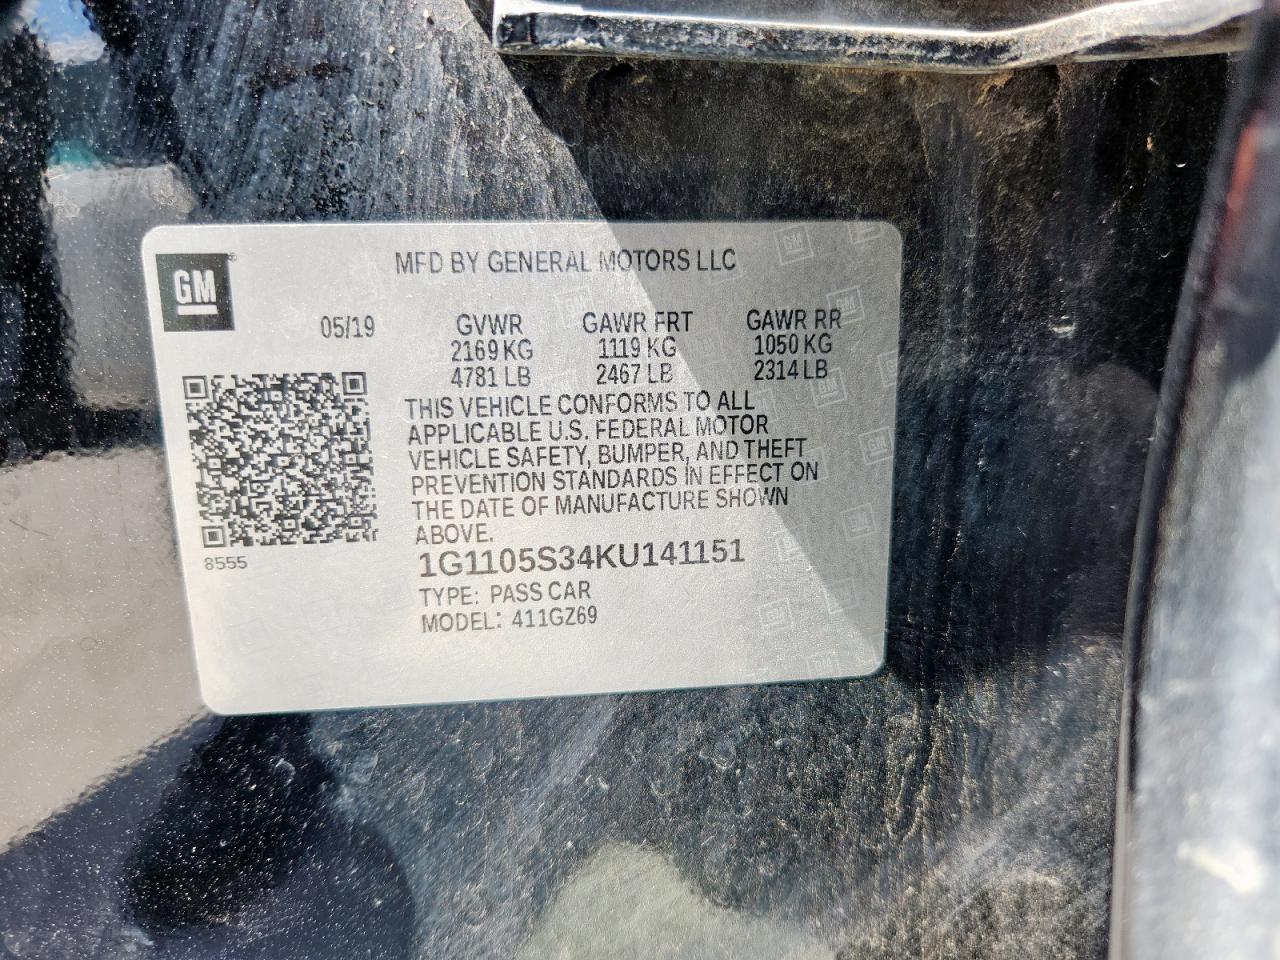 GM
MFD BY GENERAL MOTORS LLC
05/19
GVWR GAWR FRT GAWR RR
2169 KG 1119 KG 1050 KG
4781 LB 2467 LB 2314 LB
THIS VEHICLE CONFORMS TO ALL
APPLICABLE U.S. FEDERAL MOTOR
VEHICLE SAFETY, BUMPER, AND THEFT
PREVENTION STANDARDS IN EFFECT ON
THE DATE OF MANUFACTURE SHOWN
ABOVE.
8555
1G1105S34KU141151
TYPE: PASS CAR
MODEL: 411GZ69